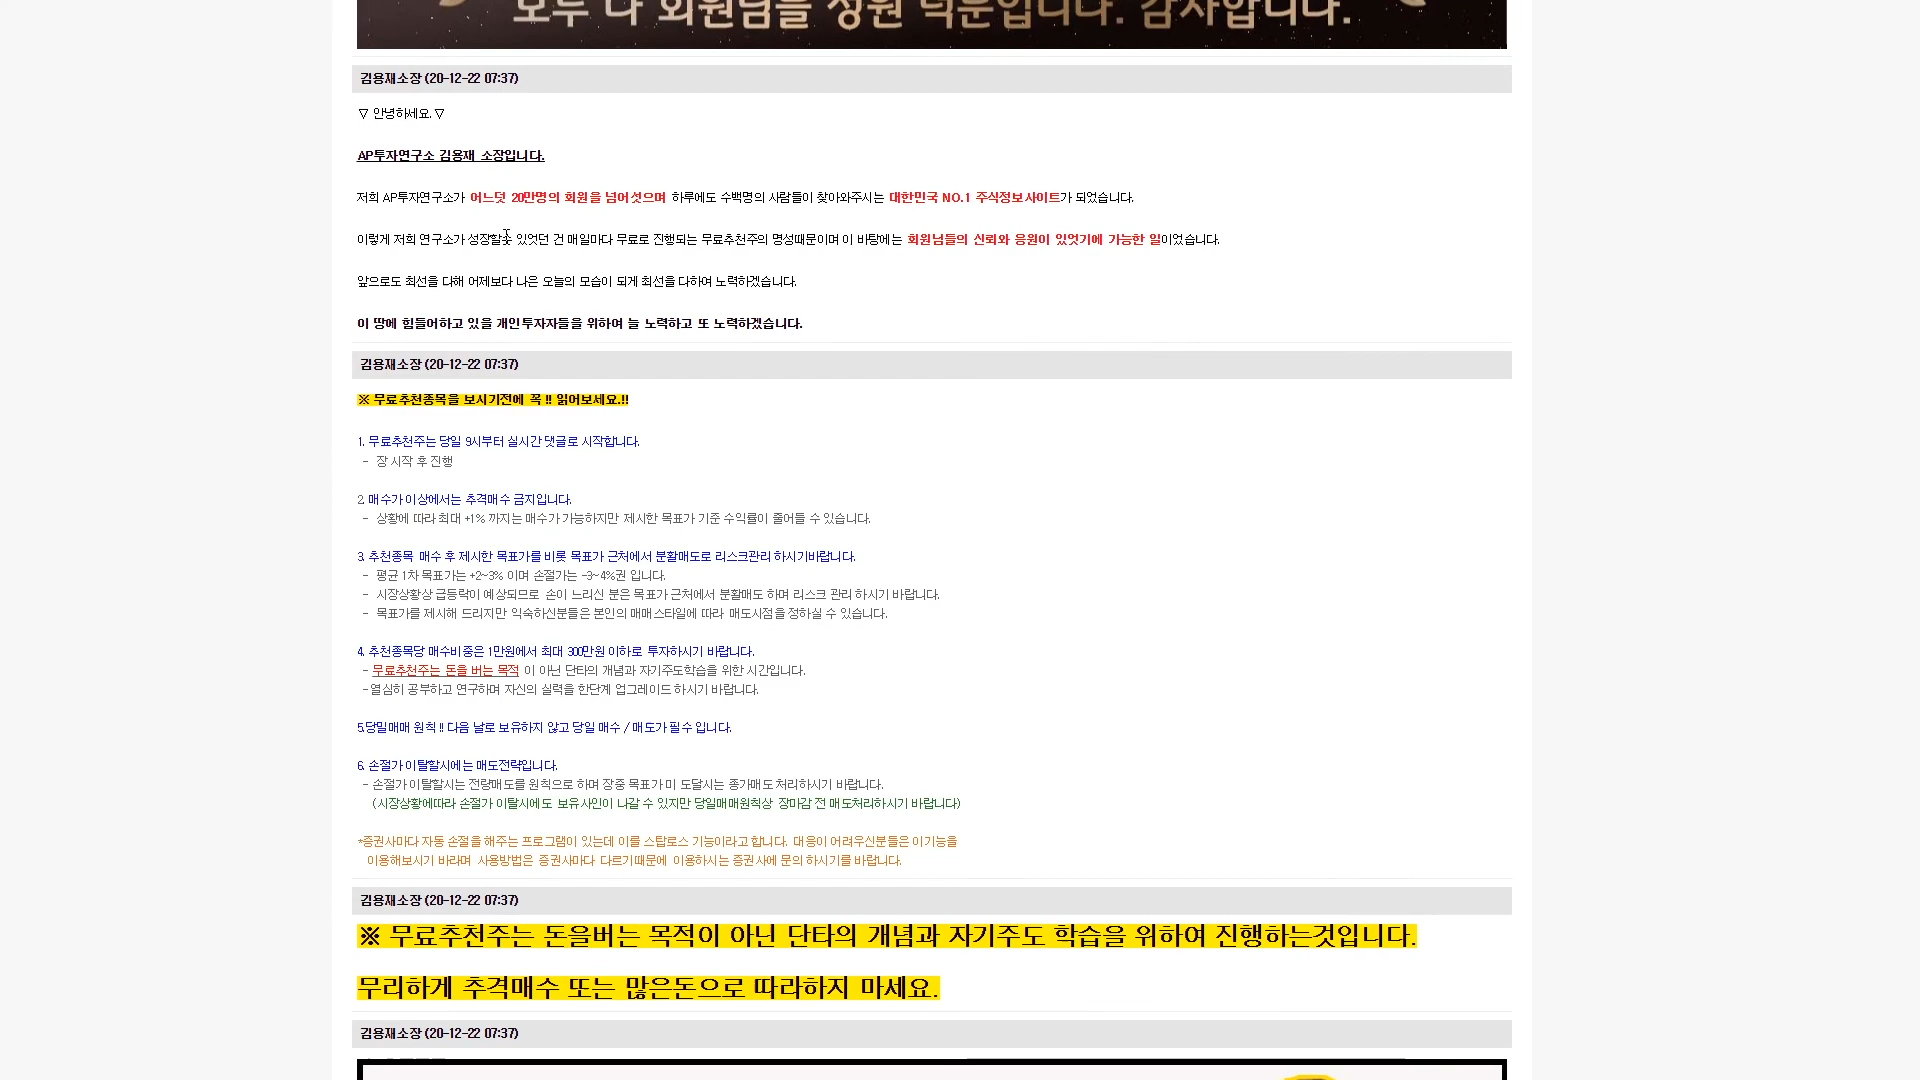 모두 다 회원님들 성원 덕분입니다. 감사합니다.
김용재소장 (20-12-22 07:37)
▽ 안녕하세요. ▽
AP투자연구소 김용재 소장입니다.
저희 AP투자연구소가 어느덧 20만명의 회원을 넘어섯으며 하루에도 수백명의 사람들이 찾아와주시는 대한민국 NO.1 주식정보사이트가 되었습니다.
이렇게 저희 연구소가 성장할수 있엇던 건 매일마다 무료로 진행되는 무료추천주의 명성때문이며 이 바탕에는 회원님들의 신뢰와 응원이 있엇기에 가능한 일이었습니다.
앞으로도 최선을 다해 어제보다 나은 오늘의 모습이 되게 최선을 다하여 노력하겠습니다.
이 땅에 힘들어하고 있을 개인투자자들을 위하여 늘 노력하고 또 노력하겠습니다.
김용재소장 (20-12-22 07:37)
※ 무료추천종목을 보시기전에 꼭 !! 읽어보세요.!!
1. 무료추천주는 당일 9시부터 실시간 댓글로 시작합니다.
- 장 시작 후 진행
2. 매수가 이상에서는 추격매수 금지입니다.
- 상황에 따라 최대 +1% 까지는 매수가 가능하지만 제시한 목표가 기준 수익률이 줄어들 수 있습니다.
3. 추천종목 매수 후 제시한 목표가를 비롯 목표가 근처에서 분활매도로 리스크관리 하시기바랍니다.
- 평균 1차 목표가는 +2~3% 이며 손절가는 -3~4%권 입니다.
- 시장상황상 급등락이 예상되므로 손이 느리신 분은 목표가 근처에서 분활매도 하며 리스크 관리 하시기 바랍니다.
- 목표가를 제시해 드리지만 익숙하신분들은 본인의 매매스타일에 따라 매도시점을 정하실 수 있습니다.
4. 추천종목당 매수비중은 1만원에서 최대 300만원 이하로 투자하시기 바랍니다.
- 무료추천주는 돈을 버는 목적 이 아닌 단타의 개념과 자기주도학습을 위한 시간입니다.
- 열심히 공부하고 연구하며 자신의 실력을 한단계 업그레이드 하시기 바랍니다.
5.당밀매매 원칙 !! 다음 날로 보유하지 않고 당일 매수 / 매도가 필수 입니다.
6. 손절가 이탈할시에는 매도전략입니다.
- 손절가 이탈할시는 전량매도를 원칙으로 하며 장중 목표가 미 도달시는 종가매도 처리하시기 바랍니다.
(시장상황에따라 손절가 이탈시에도 보유사인이 나갈 수 있지만 당일매매원칙상 장마감 전 매도처리하시기 바랍니다)
*증권사마다 자동 손절을 해주는 프로그램이 있는데 이를 스탑로스 기능이라고 합니다. 대응이 어려우신분들은 이기능을
이용해보시기 바라며 사용방법은 증권사마다 다르기때문에 이용하시는 증권사에 문의 하시기를 바랍니다.
김용재소장 (20-12-22 07:37)
※ 무료추천주는 돈을버는 목적이 아닌 단타의 개념과 자기주도 학습을 위하여 진행하는것입니다.
무리하게 추격매수 또는 많은돈으로 따라하지 마세요.
김용재소장 (20-12-22 07:37)